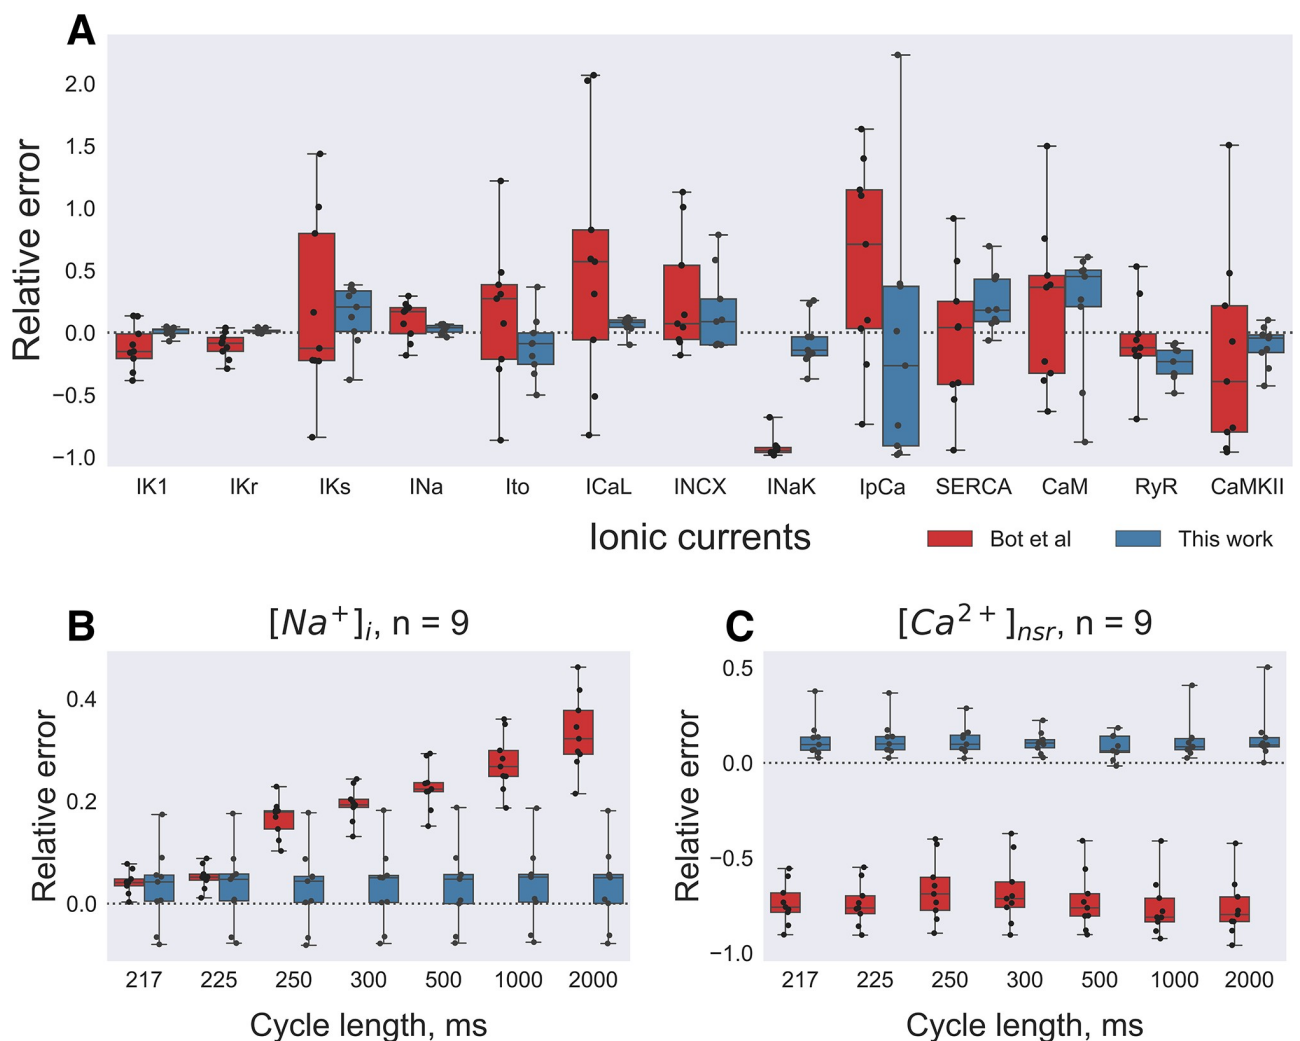 A
Relative error
2.0
1.5
1.0
0.5
0.0
−0.5
−1.0
IK1 IKr IKs INa Ito ICaL INCX INaK IpCa SERCA CaM RyR CaMKII
Ionic currents
Bot et al This work
B
[Na⁺]ᵢ, n = 9
Relative error
0.4
0.2
0.0
217 225 250 300 500 1000 2000
Cycle length, ms
C
[Ca²⁺]ₙₛᵣ, n = 9
Relative error
0.5
0.0
−0.5
−1.0
217 225 250 300 500 1000 2000
Cycle length, ms